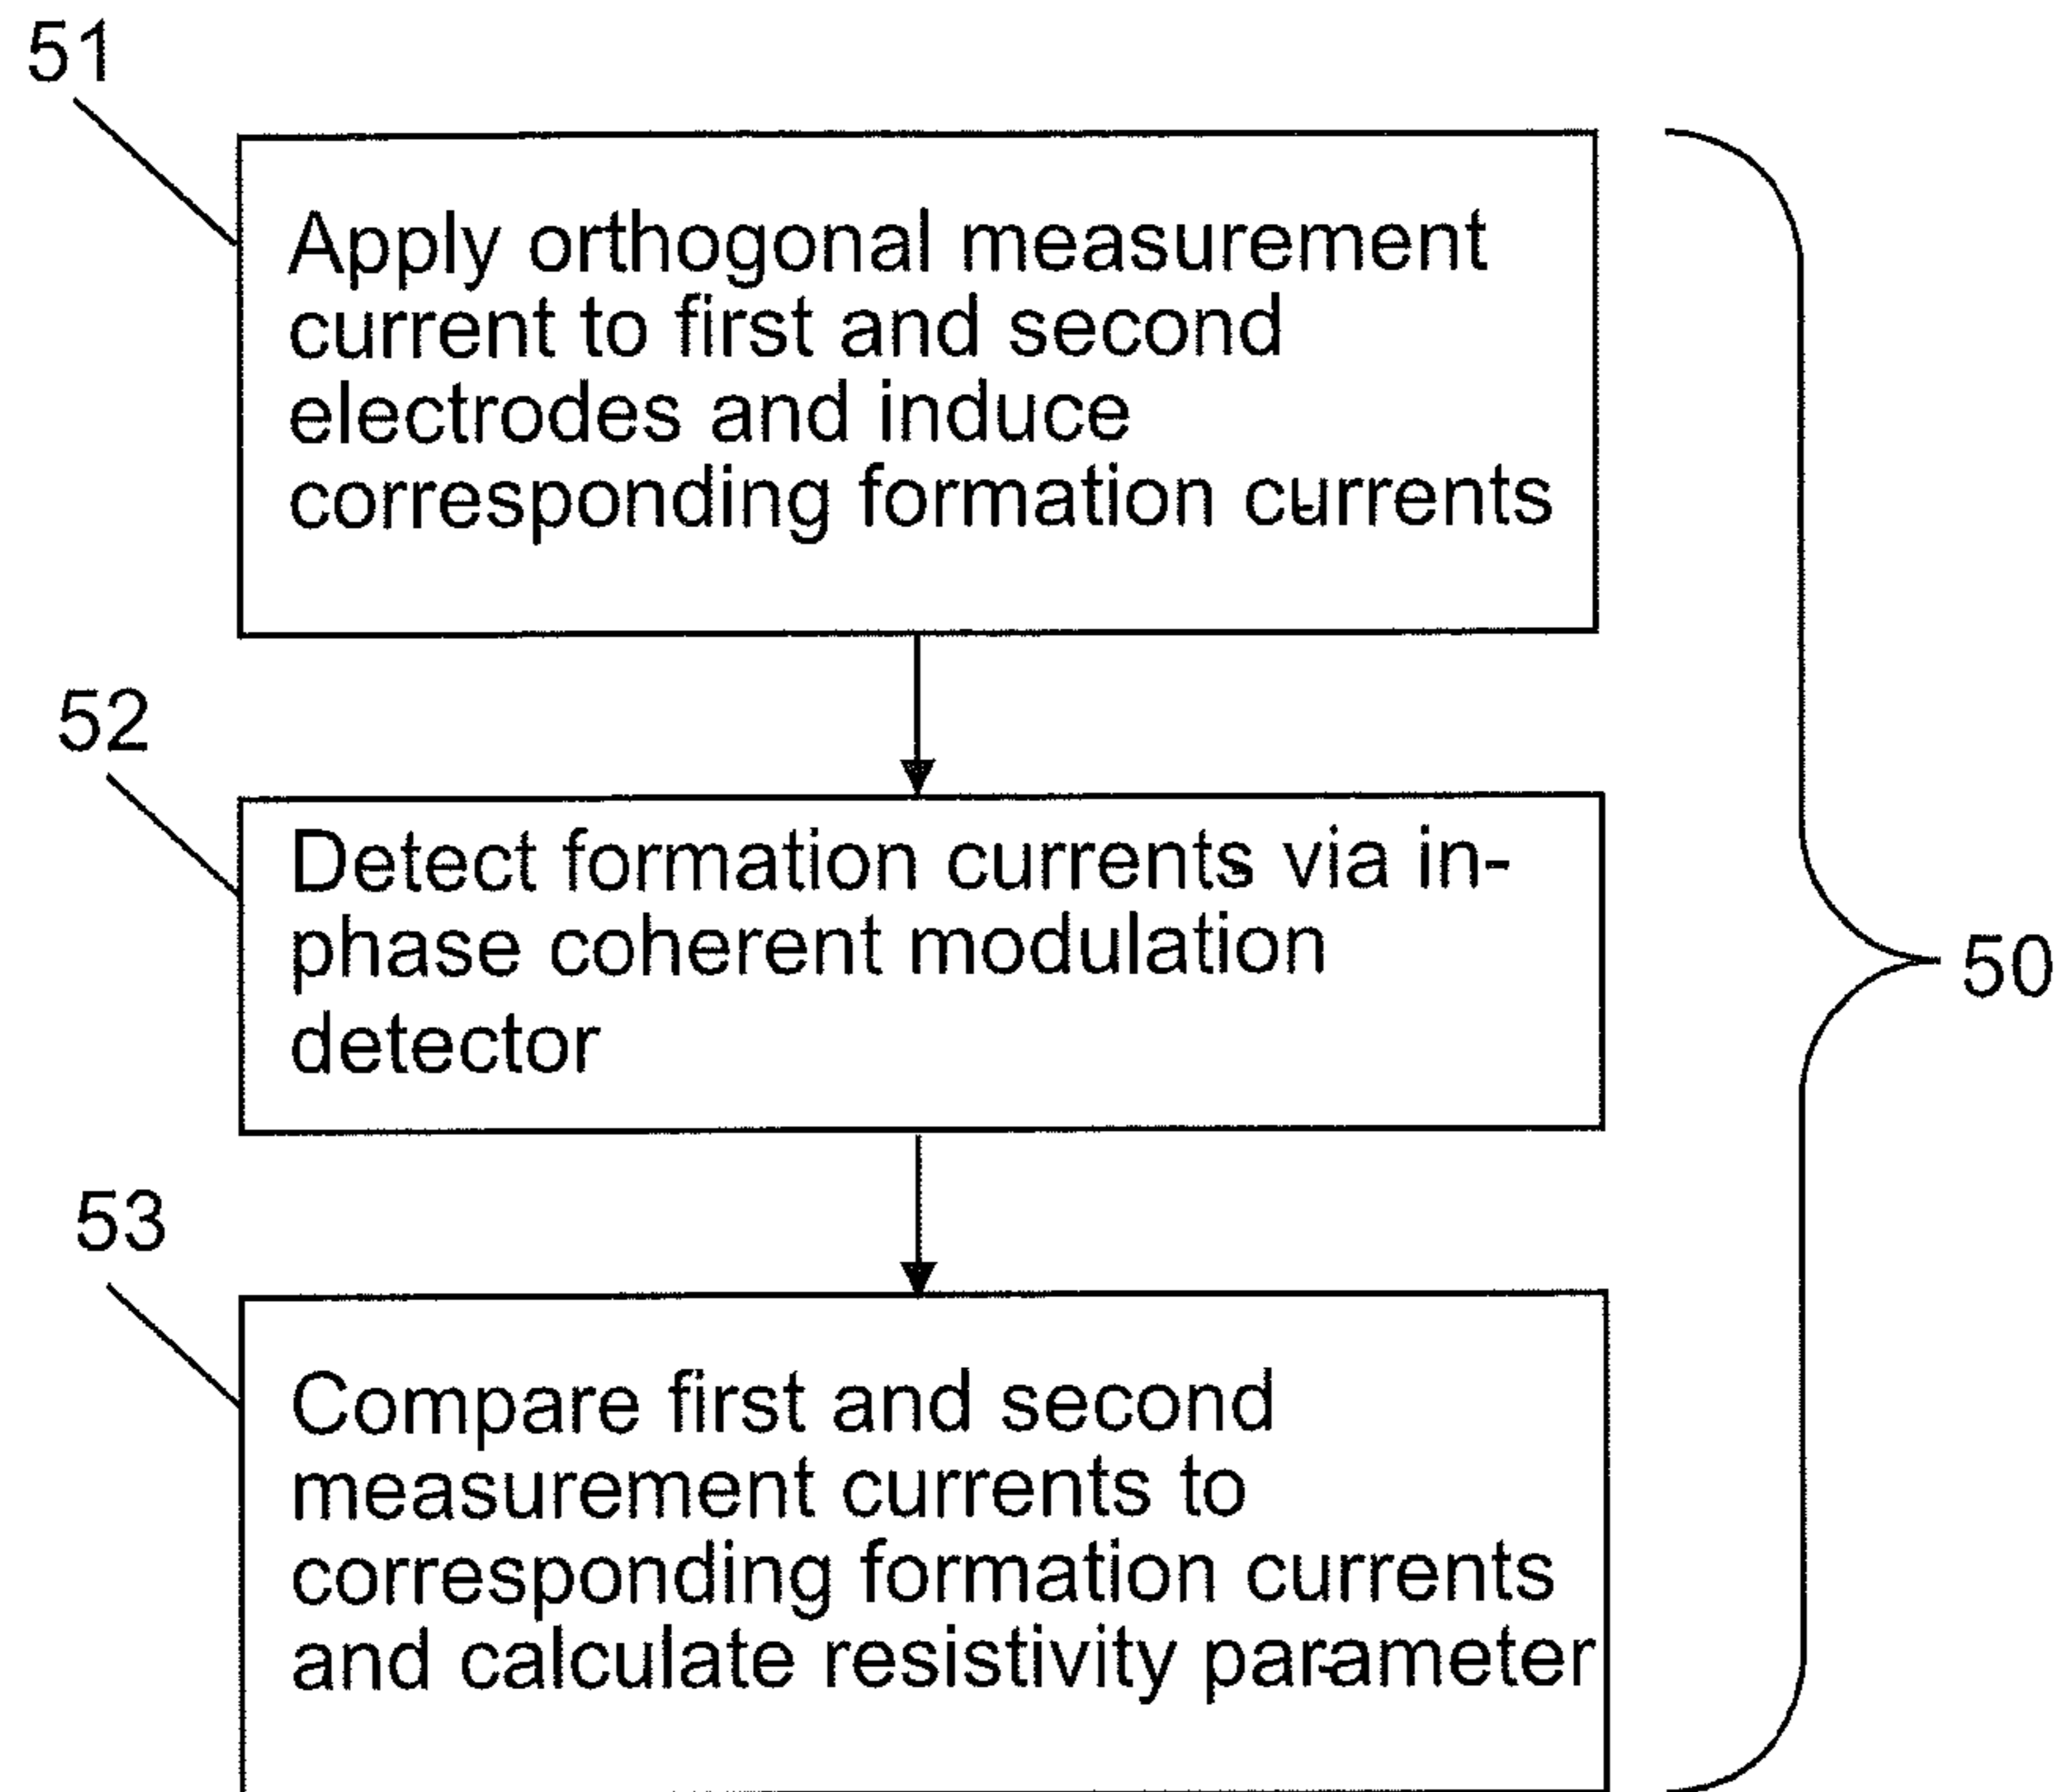 51
Apply orthogonal measurement
current to first and second
electrodes and induce
corresponding formation currents
52
Detect formation currents via in-
phase coherent modulation
detector
50
53
Compare first and second
measurement currents to
corresponding formation currents
and calculate resistivity parameter